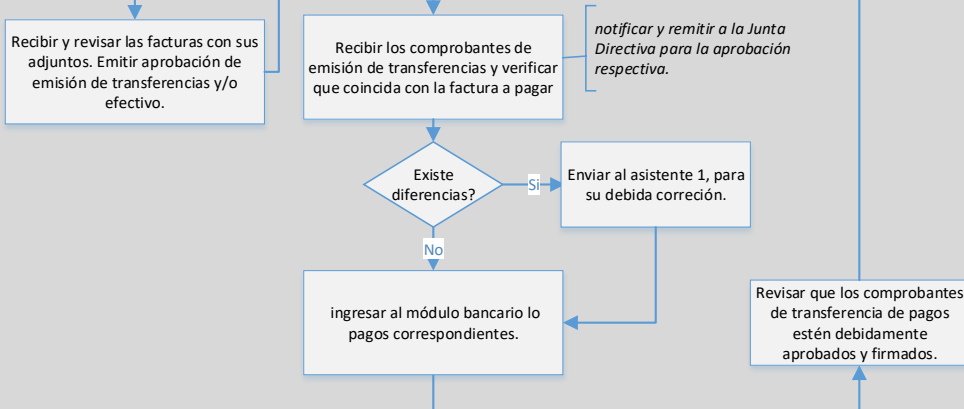 Recibir y revisar las facturas con sus
adjuntos. Emitir aprobación de
emisión de transferencias y/o
efectivo.
Recibir los comprobantes de
emisión de transferencias y verificar
que coincida con la factura a pagar
notificar y remitir a la Junta
Directiva para la aprobación
respectiva.
Existe
diferencias?
Si
Enviar al asistente 1, para
su debida correción.
No
ingresar al módulo bancario lo
pagos correspondientes.
Revisar que los comprobantes
de transferencia de pagos
estén debidamente
aprobados y firmados.